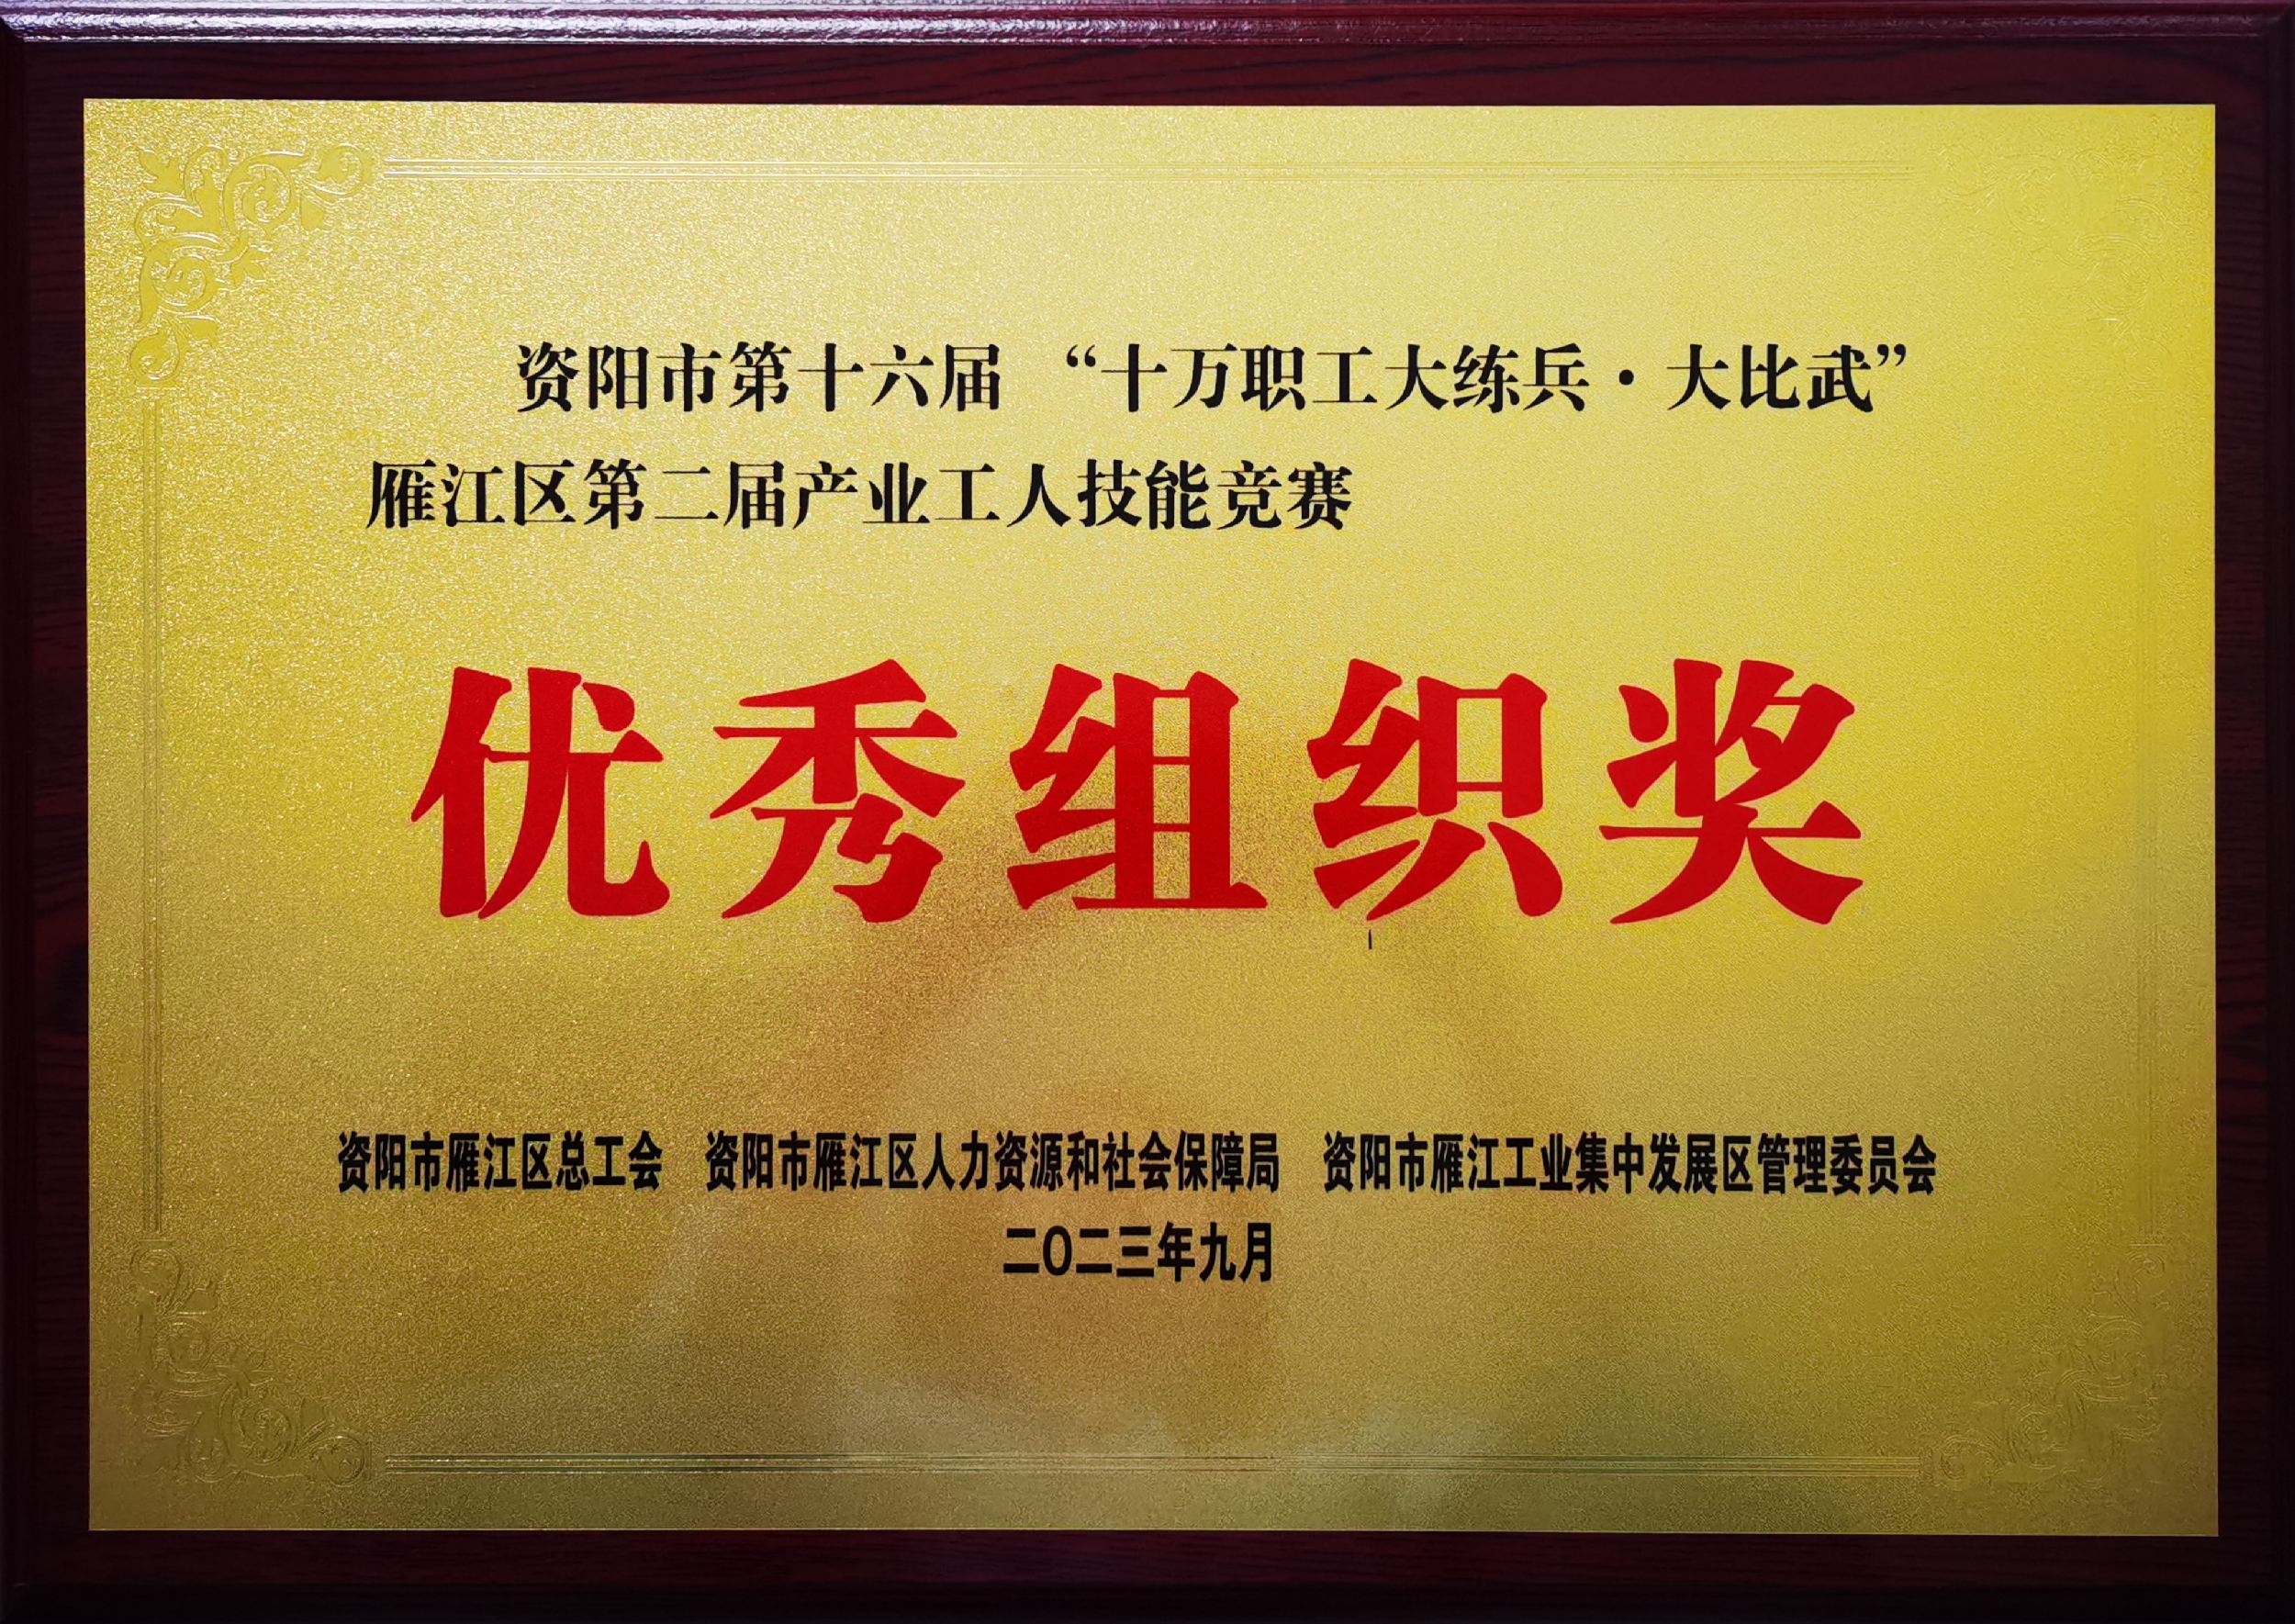 资阳市第十六届 “十万职工大练兵·大比武”
雁江区第二届产业工人技能竞赛
优秀组织奖
资阳市雁江区总工会 资阳市雁江区人力资源和社会保障局 资阳市雁江工业集中发展区管理委员会
二〇二三年九月